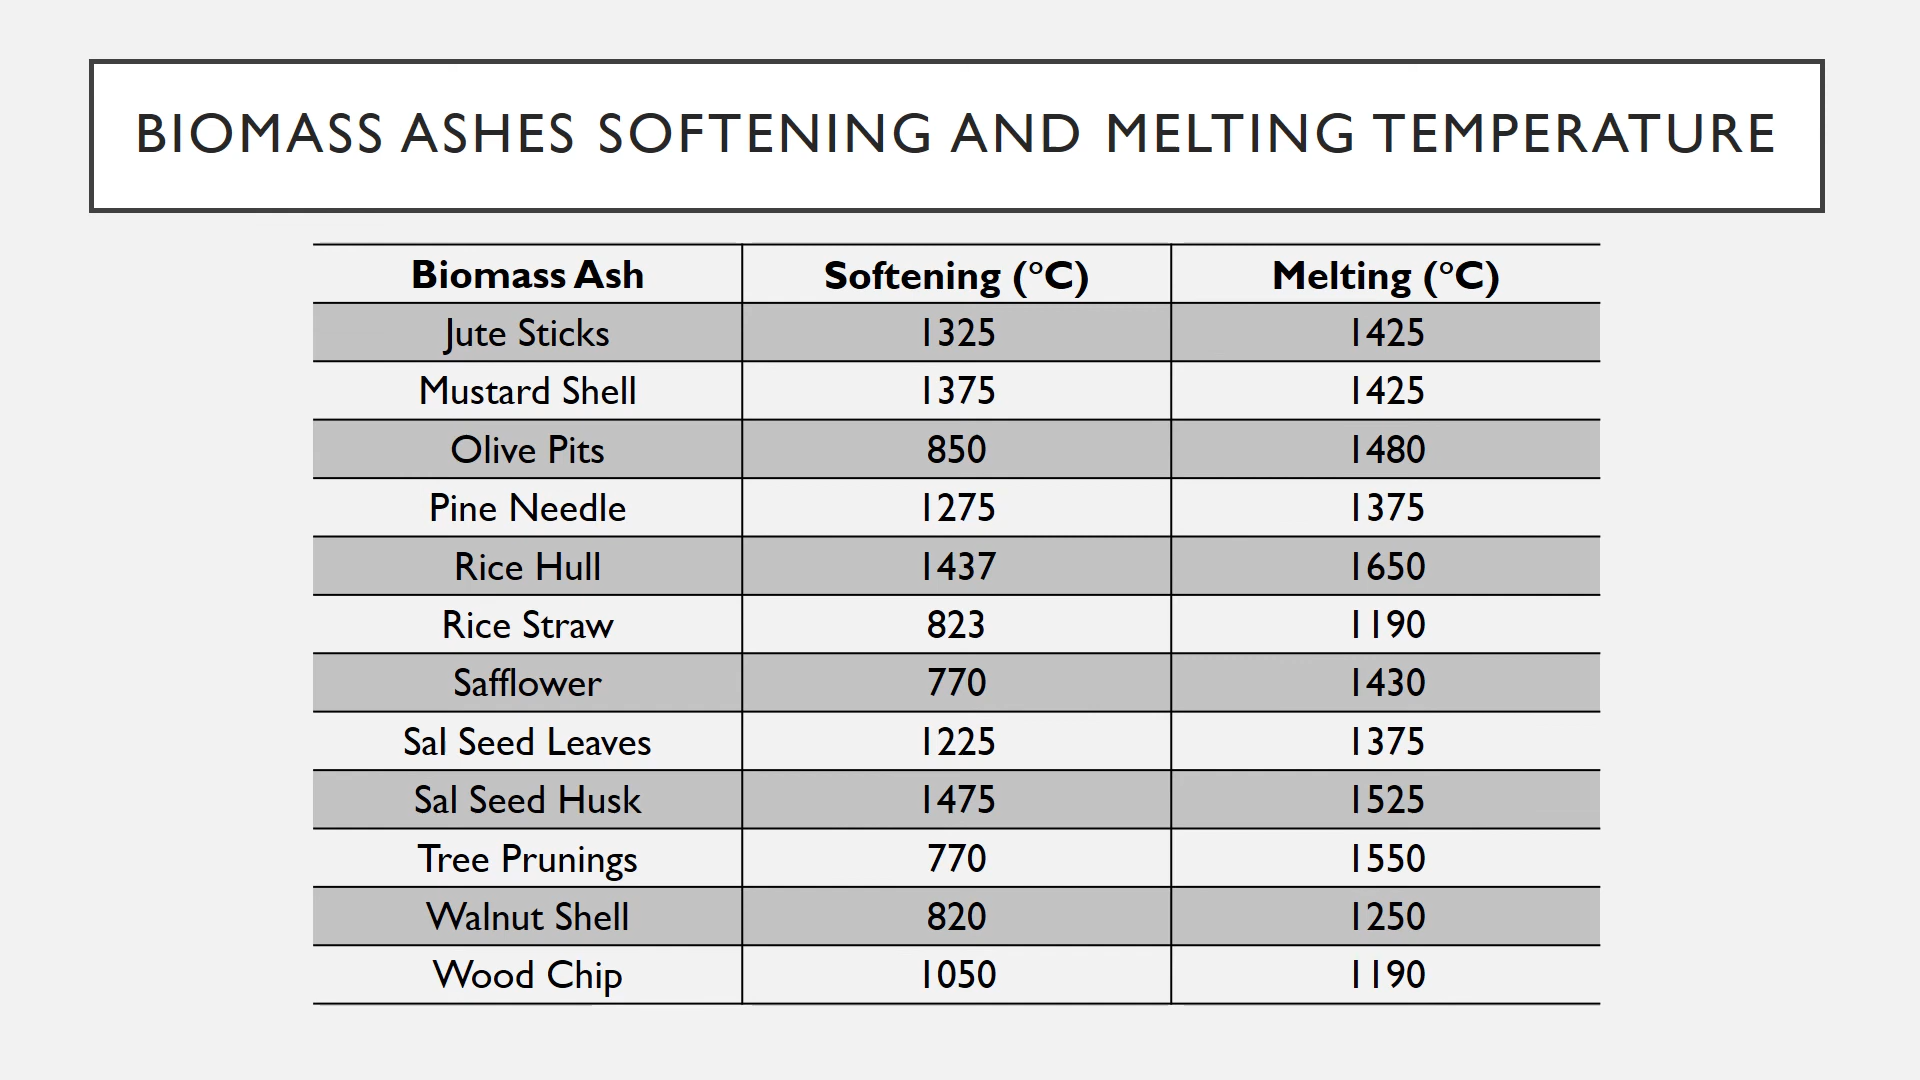 BIOMASS ASHES SOFTENING AND MELTING TEMPERATURE
Biomass Ash Softening (°C) Melting (°C)
Jute Sticks 1325 1425
Mustard Shell 1375 1425
Olive Pits 850 1480
Pine Needle 1275 1375
Rice Hull 1437 1650
Rice Straw 823 1190
Safflower 770 1430
Sal Seed Leaves 1225 1375
Sal Seed Husk 1475 1525
Tree Prunings 770 1550
Walnut Shell 820 1250
Wood Chip 1050 1190